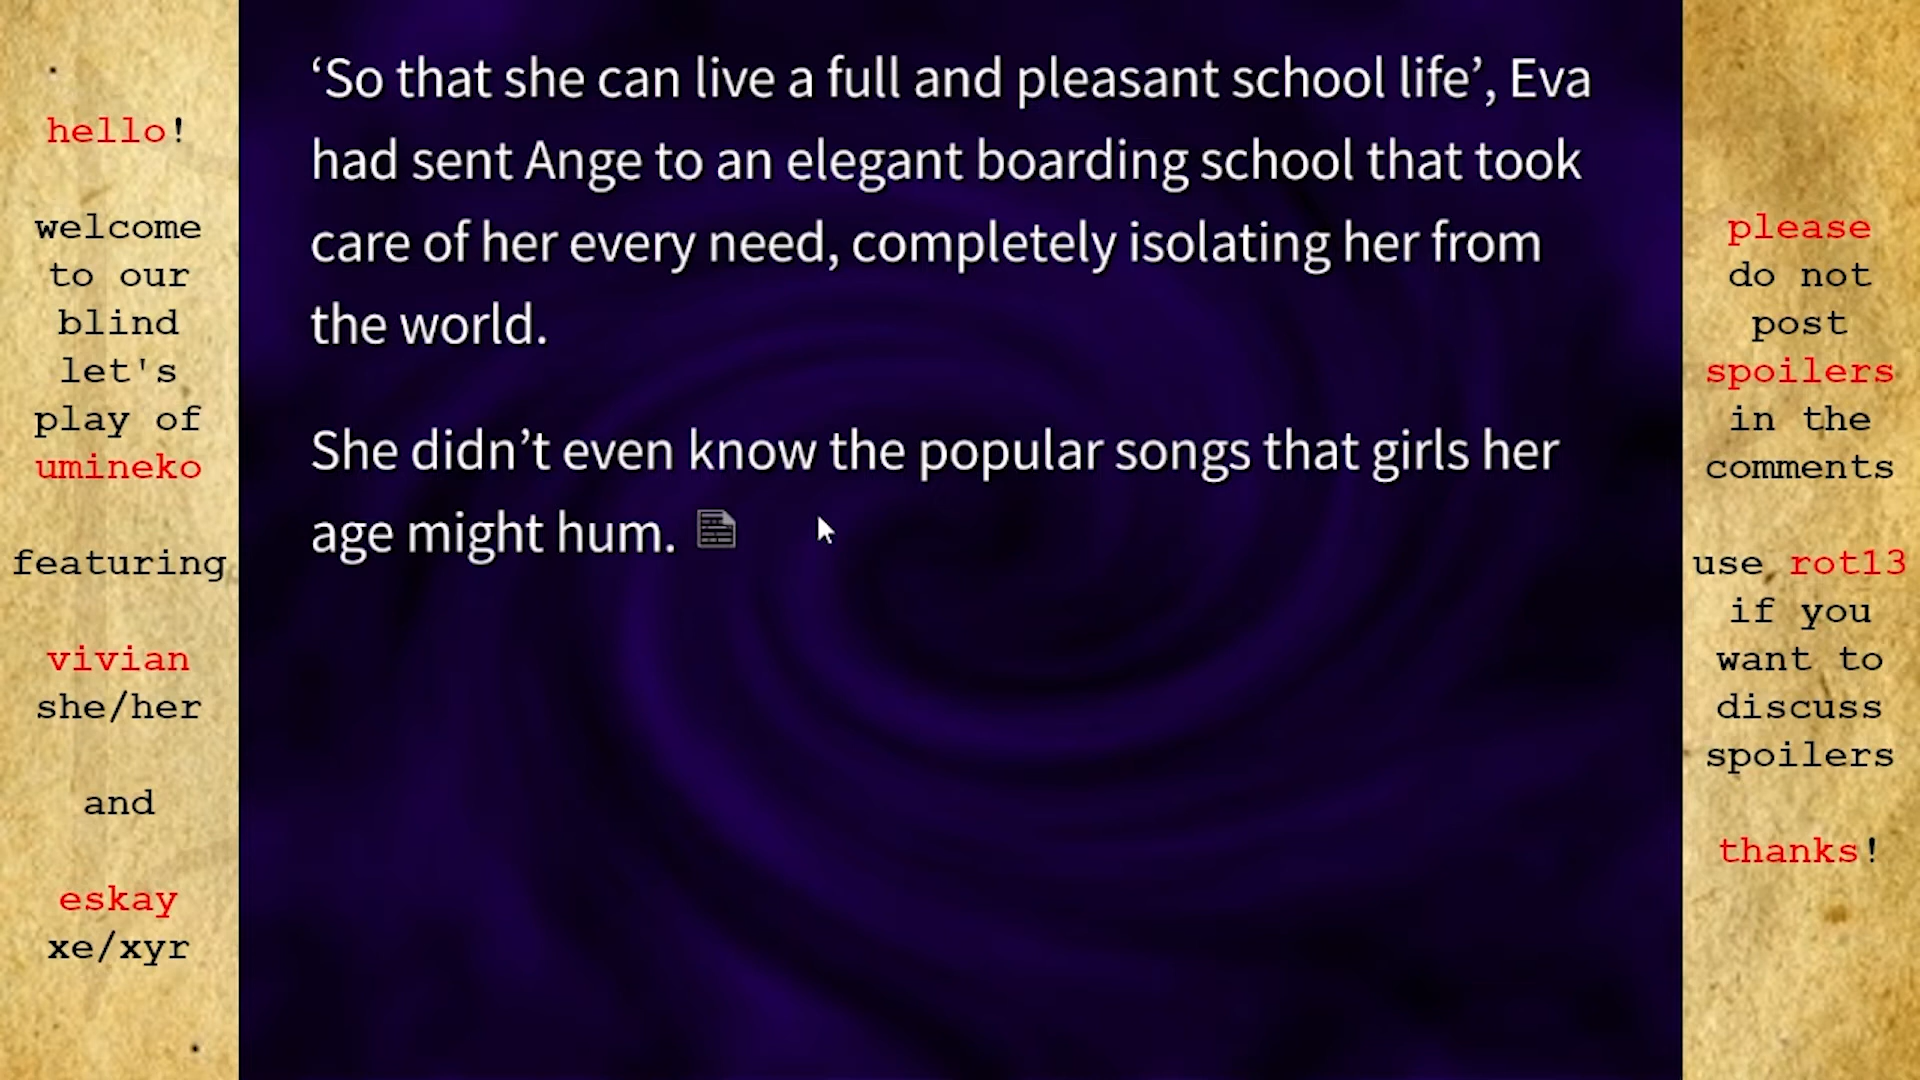 hello!
welcome
to our
blind
let's
play of
umineko
featuring
vivian
she/her
and
eskay
xe/xyr
‘So that she can live a full and pleasant school life’, Eva
had sent Ange to an elegant boarding school that took
care of her every need, completely isolating her from
the world.
She didn’t even know the popular songs that girls her
age might hum.
please
do not
post
spoilers
in the
comments
use rot13
if you
want to
discuss
spoilers
thanks!